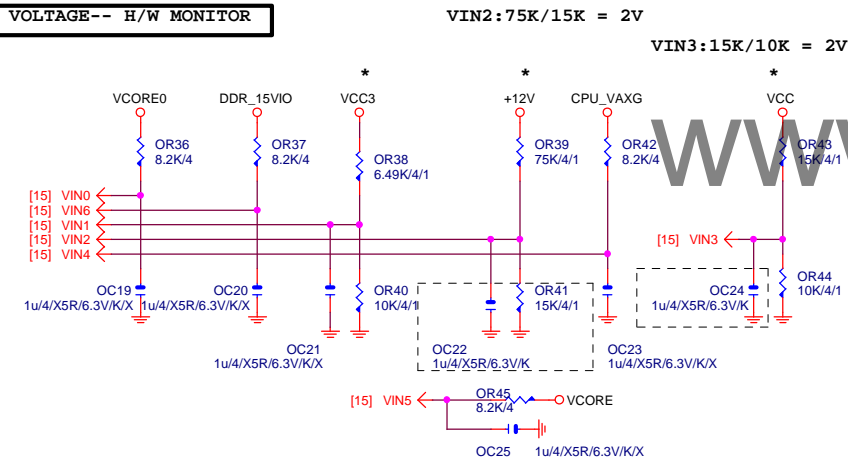 VOLTAGE-- H/W MONITOR
VIN2:75K/15K = 2V
VIN3:15K/10K = 2V
* * *
VCORE0 DDR_15VIO VCC3 +12V CPU_VAXG VCC
www
OR36 OR37 OR39 OR42 OR43
8.2K/4 8.2K/4 75K/4/1 8.2K/4 15K/4/1
OR38
6.49K/4/1
[15] VIN0
[15] VIN6
[15] VIN1
[15] VIN2
[15] VIN4
[15] VIN3
OC19 OC20 OR40 OR41 OC24 OR44
1u/4/X5R/6.3V/K/X 1u/4/X5R/6.3V/K/X 10K/4/1 15K/4/1 1u/4/X5R/6.3V/K 10K/4/1
OC21 OC22 OC23
1u/4/X5R/6.3V/K/X 1u/4/X5R/6.3V/K 1u/4/X5R/6.3V/K/X
[15] VIN5 OR45 VCORE
8.2K/4
OC25 1u/4/X5R/6.3V/K/X